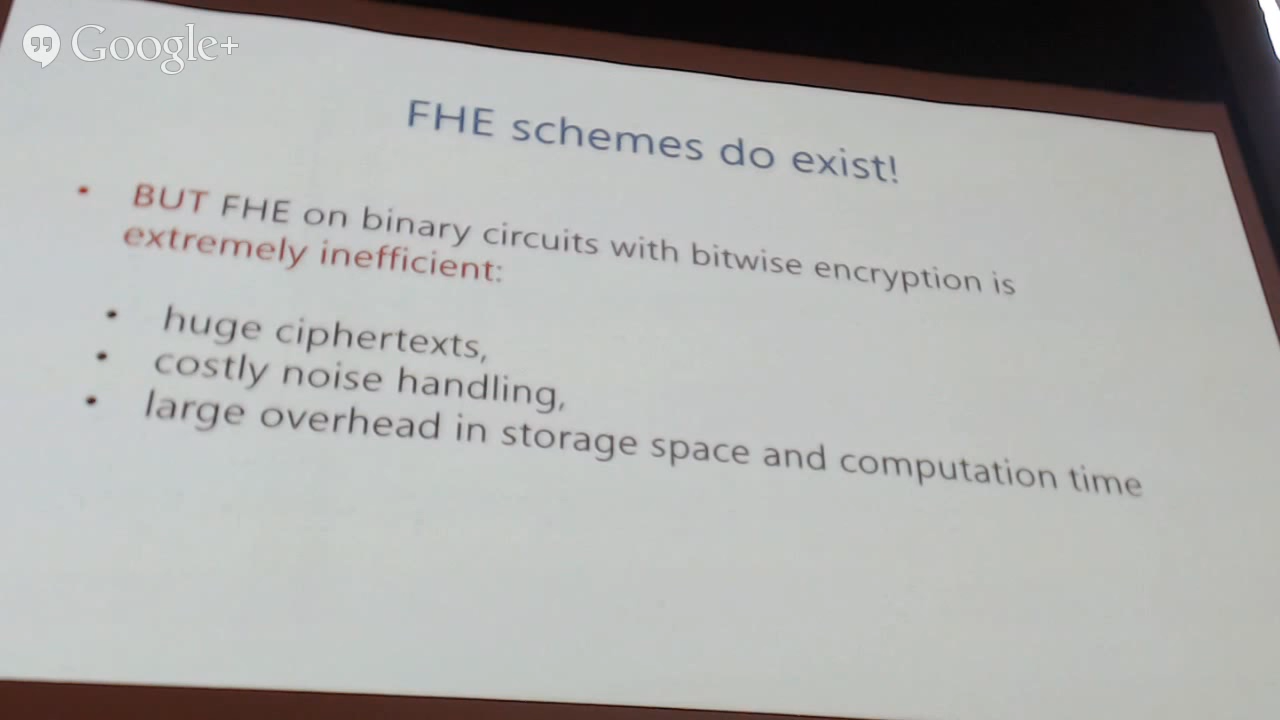 Google+
FHE schemes do exist!
• BUT FHE on binary circuits with bitwise encryption is
extremely inefficient:
• huge ciphertexts,
• costly noise handling,
• large overhead in storage space and computation time